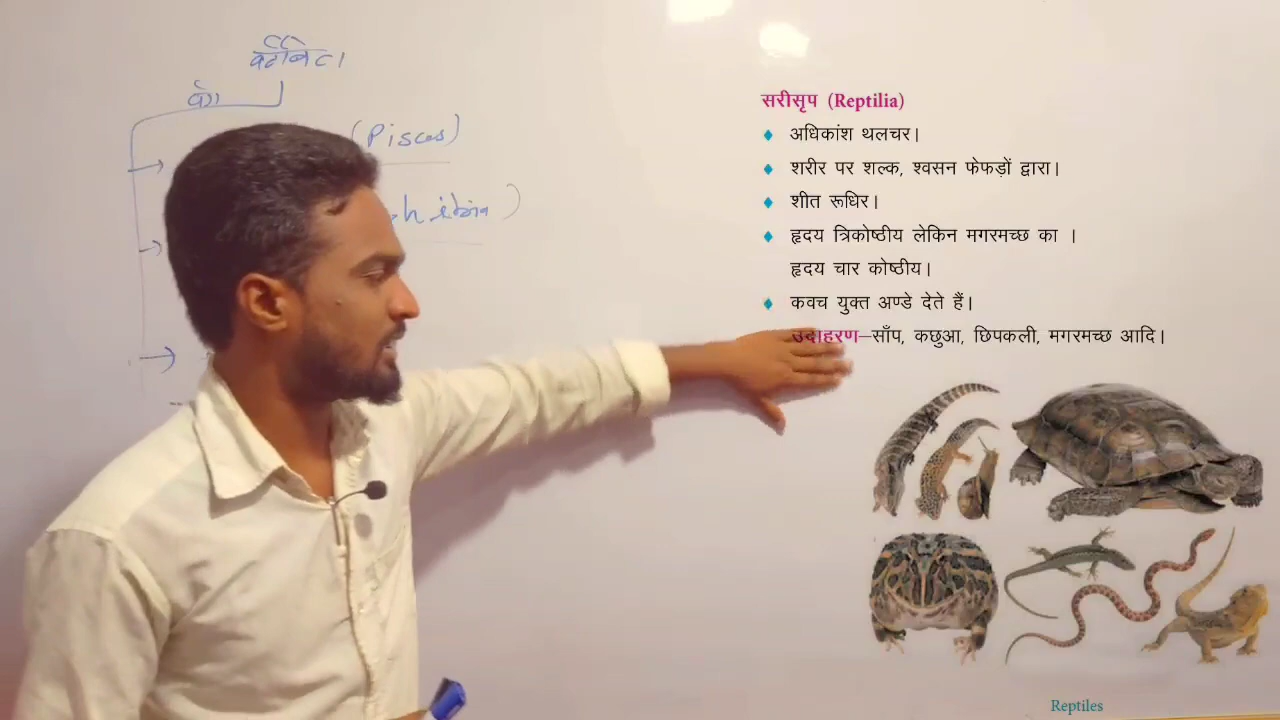 वर्टीब्रेटा
को
(Pisces)
hibia)
सरीसृप (Reptilia)
♦ अधिकांश थलचर।
♦ शरीर पर शल्क, श्वसन फेफड़ों द्वारा।
♦ शीत रूधिर।
♦ हृदय त्रिकोष्ठीय लेकिन मगरमच्छ का ।
हृदय चार कोष्ठीय।
♦ कवच युक्त अण्डे देते हैं।
उदाहरण–साँप, कछुआ, छिपकली, मगरमच्छ आदि।
Reptiles